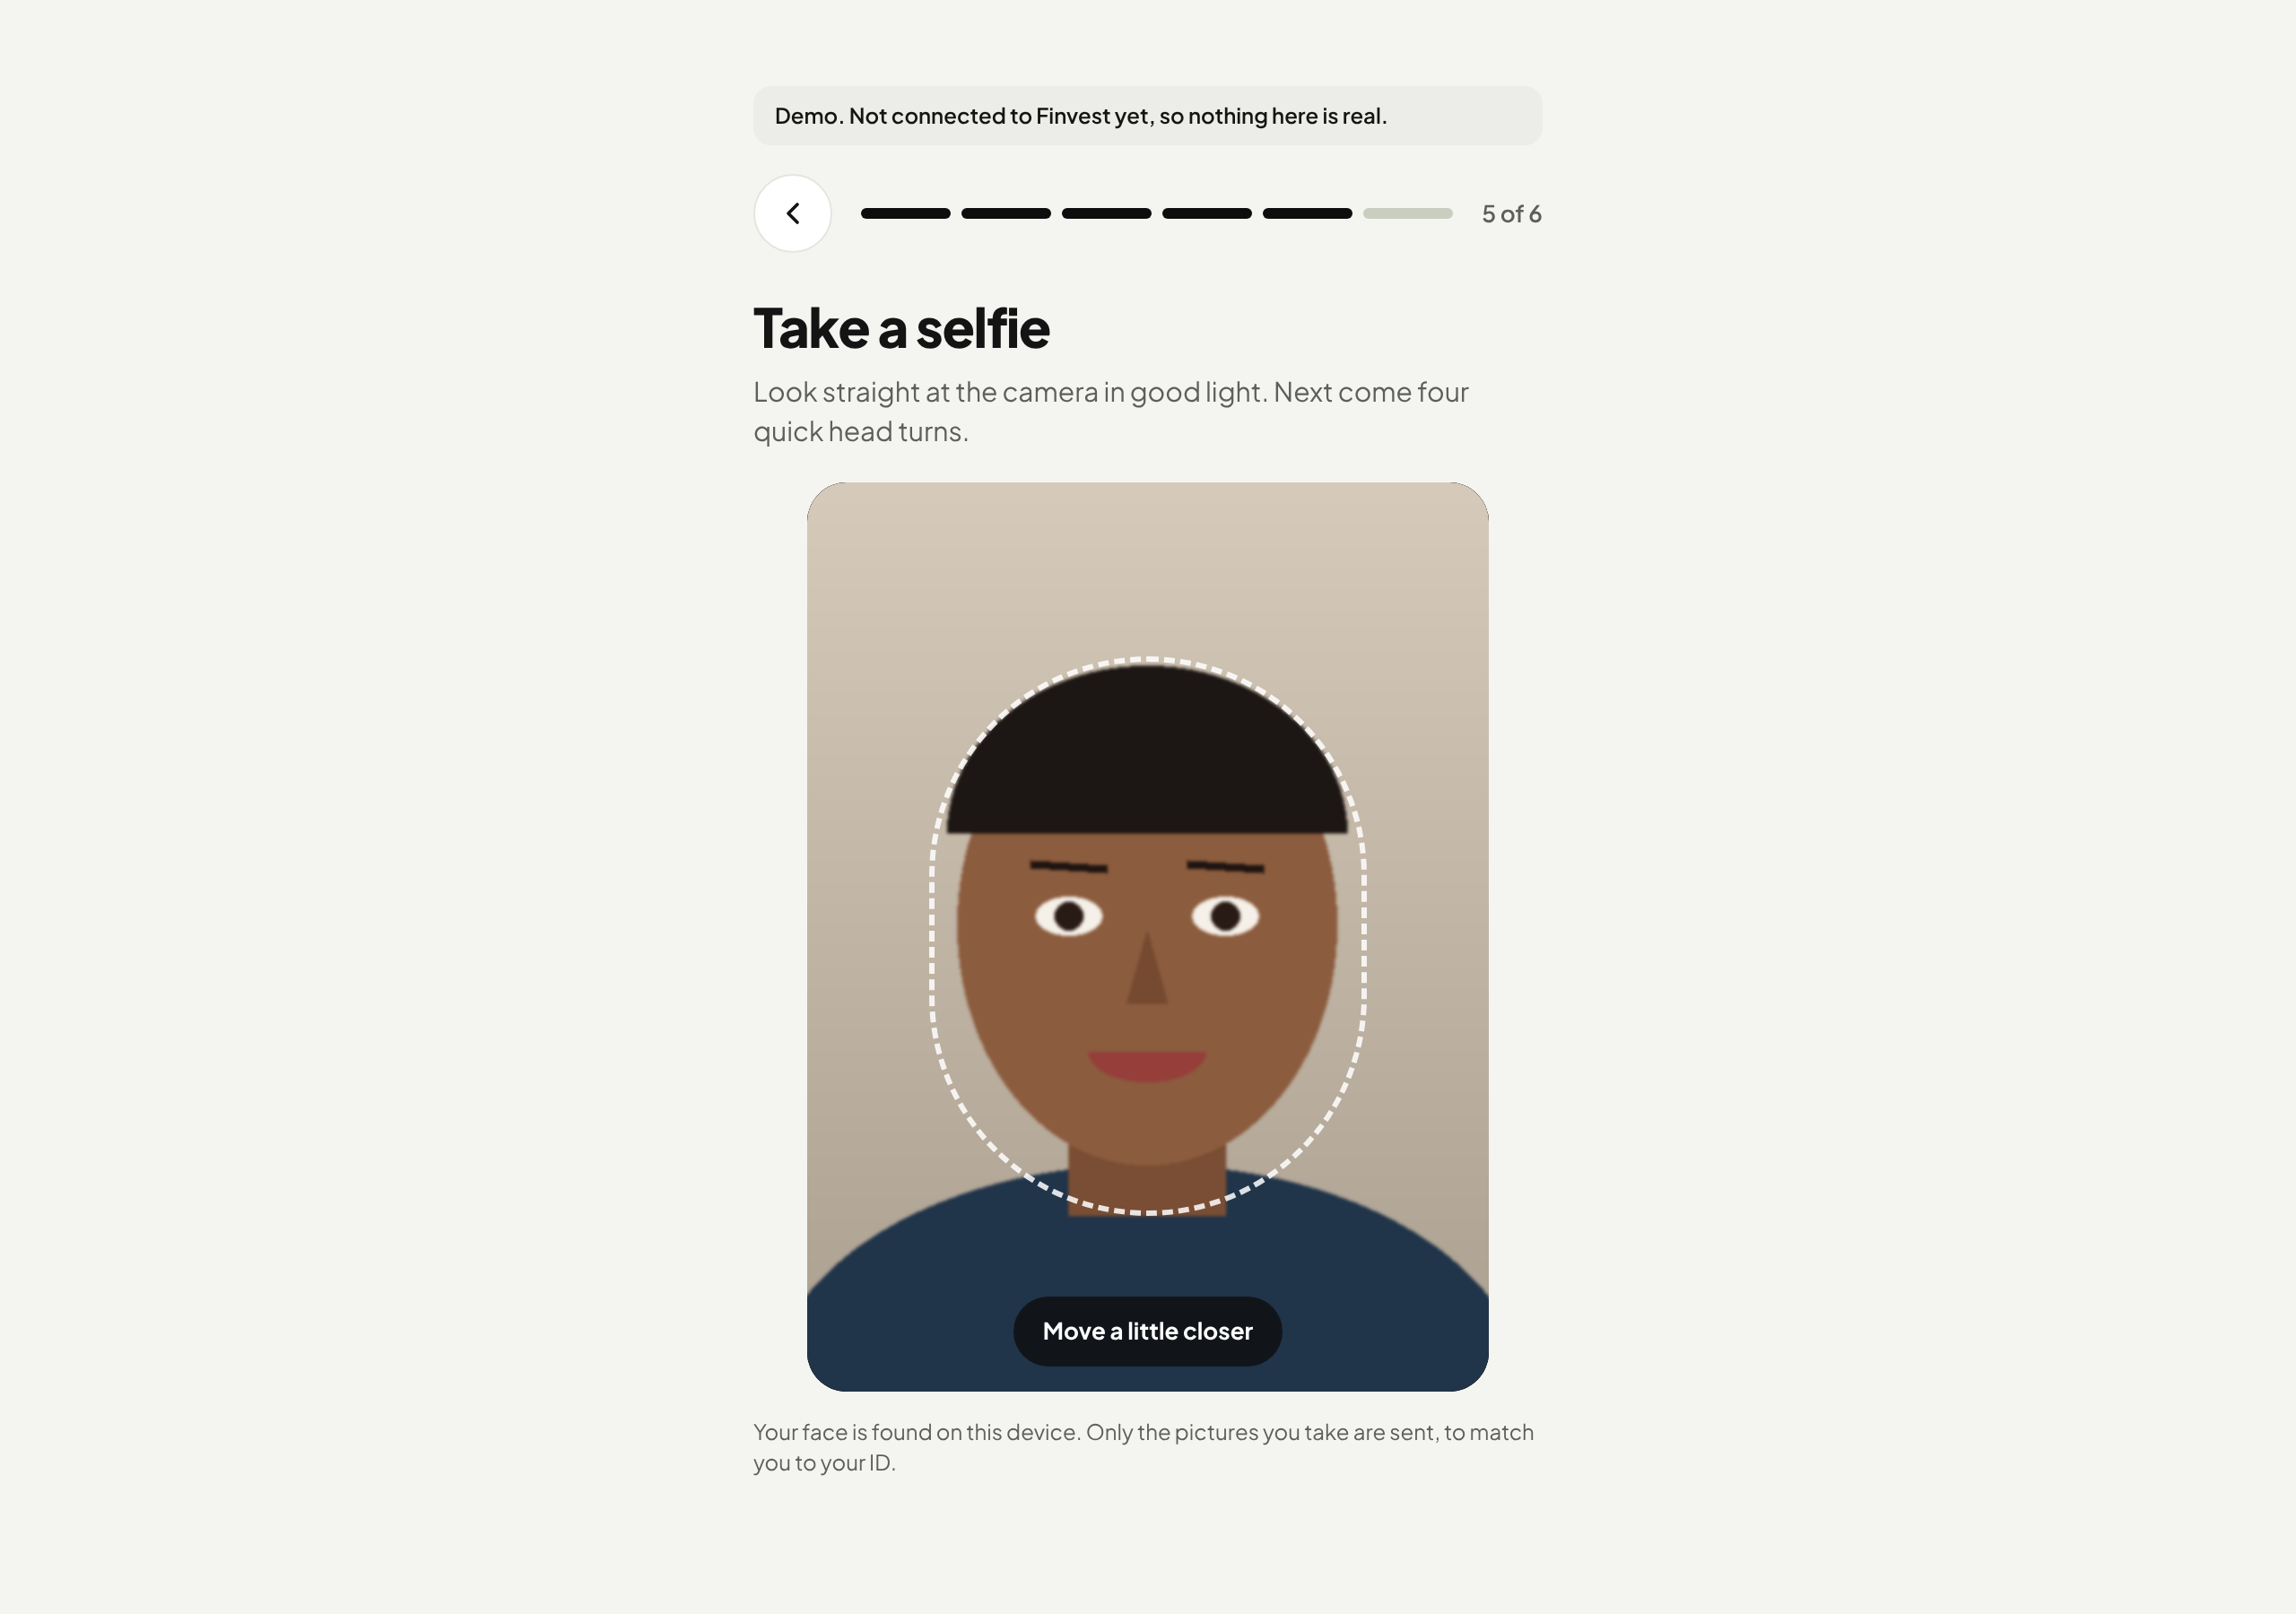 Demo. Not connected to Finvest yet, so nothing here is real.
5 of 6
Take a selfie
Look straight at the camera in good light. Next come four
quick head turns.
Move a little closer
Your face is found on this device. Only the pictures you take are sent, to match
you to your ID.